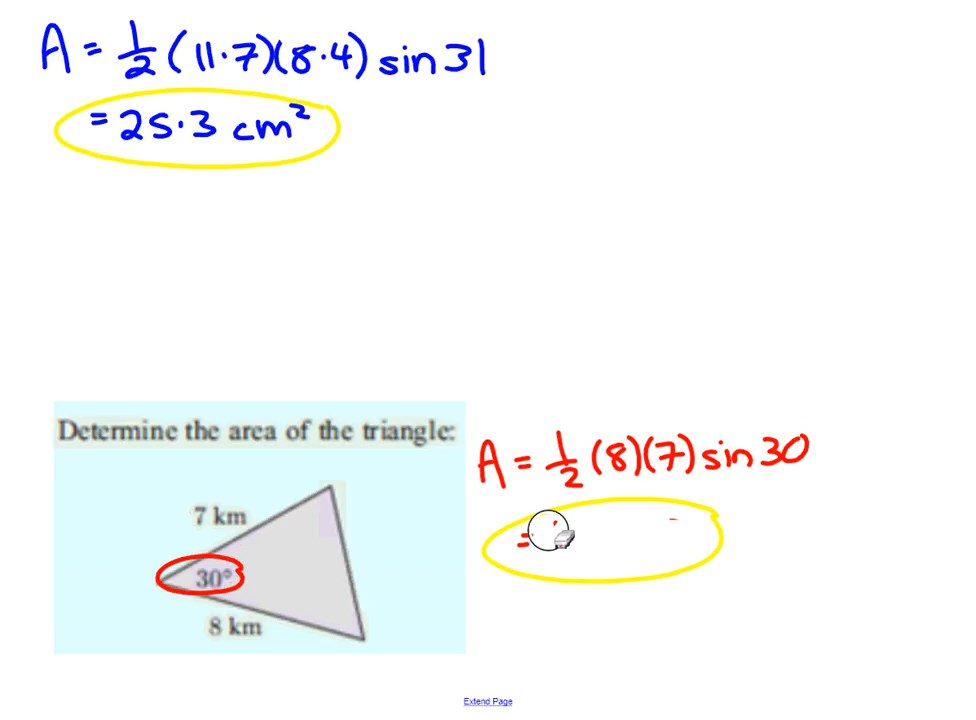 A = 1/2 (11.7)(8.4) sin 31
= 25.3 cm²
Determine the area of the triangle:
7 km
30°
8 km
A = 1/2 (8)(7) sin 30
=
Extend Page